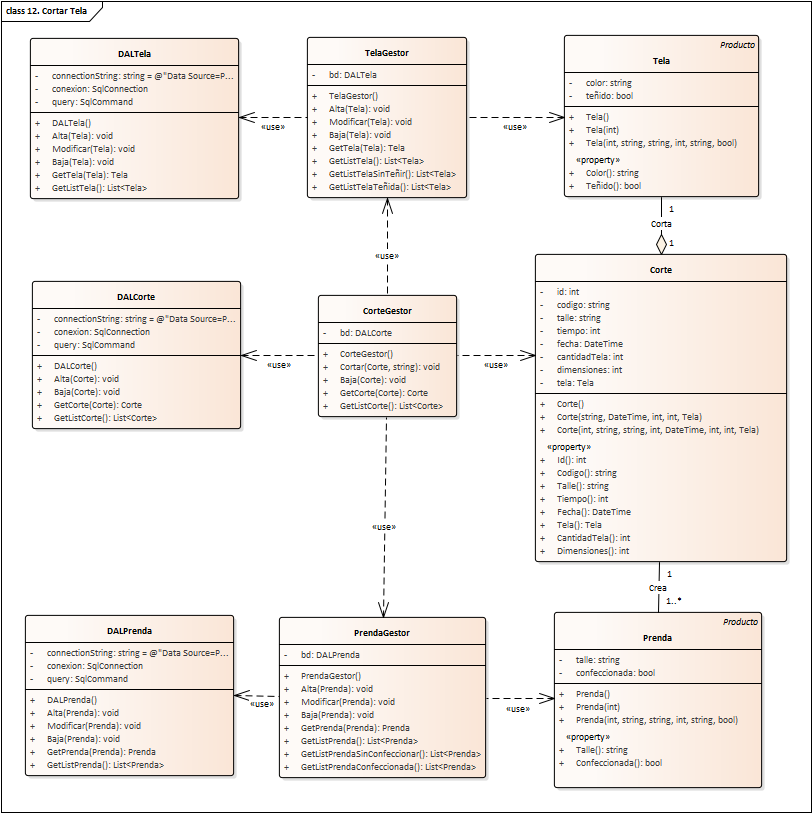 class 12. Cortar Tela
DALTela
- connectionString: string = @"Data Source=P...
- conexion: SqlConnection
- query: SqlCommand
+ DALTela()
+ Alta(Tela): void
+ Modificar(Tela): void
+ Baja(Tela): void
+ GetTela(Tela): Tela
+ GetListTela(): List<Tela>
«use»
TelaGestor
- bd: DALTela
+ TelaGestor()
+ Alta(Tela): void
+ Modificar(Tela): void
+ Baja(Tela): void
+ GetTela(Tela): Tela
+ GetListTela(): List<Tela>
+ GetListTelaSinTeñir(): List<Tela>
+ GetListTelaTeñida(): List<Tela>
«use»
Producto
Tela
- color: string
- teñido: bool
+ Tela()
+ Tela(int)
+ Tela(int, string, string, int, string, bool)
«property»
+ Color(): string
+ Teñido(): bool
1
Corta
1
«use»
DALCorte
- connectionString: string = @"Data Source=P...
- conexion: SqlConnection
- query: SqlCommand
+ DALCorte()
+ Alta(Corte): void
+ Baja(Corte): void
+ GetCorte(Corte): Corte
+ GetListCorte(): List<Corte>
«use»
CorteGestor
- bd: DALCorte
+ CorteGestor()
+ Cortar(Corte, string): void
+ Baja(Corte): void
+ GetCorte(Corte): Corte
+ GetListCorte(): List<Corte>
«use»
Corte
- id: int
- codigo: string
- talle: string
- tiempo: int
- fecha: DateTime
- cantidadTela: int
- dimensiones: int
- tela: Tela
+ Corte()
+ Corte(string, DateTime, int, int, Tela)
+ Corte(int, string, string, int, DateTime, int, int, Tela)
«property»
+ Id(): int
+ Codigo(): string
+ Talle(): string
+ Tiempo(): int
+ Fecha(): DateTime
+ Tela(): Tela
+ CantidadTela(): int
+ Dimensiones(): int
«use»
1
Crea
1..*
DALPrenda
- connectionString: string = @"Data Source=P...
- conexion: SqlConnection
- query: SqlCommand
+ DALPrenda()
+ Alta(Prenda): void
+ Modificar(Prenda): void
+ Baja(Prenda): void
+ GetPrenda(Prenda): Prenda
+ GetListPrenda(): List<Prenda>
«use»
PrendaGestor
- bd: DALPrenda
+ PrendaGestor()
+ Alta(Prenda): void
+ Modificar(Prenda): void
+ Baja(Prenda): void
+ GetPrenda(Prenda): Prenda
+ GetListPrenda(): List<Prenda>
+ GetListPrendaSinConfeccionar(): List<Prenda>
+ GetListPrendaConfeccionada(): List<Prenda>
«use»
Producto
Prenda
- talle: string
- confeccionada: bool
+ Prenda()
+ Prenda(int)
+ Prenda(int, string, string, int, string, bool)
«property»
+ Talle(): string
+ Confeccionada(): bool